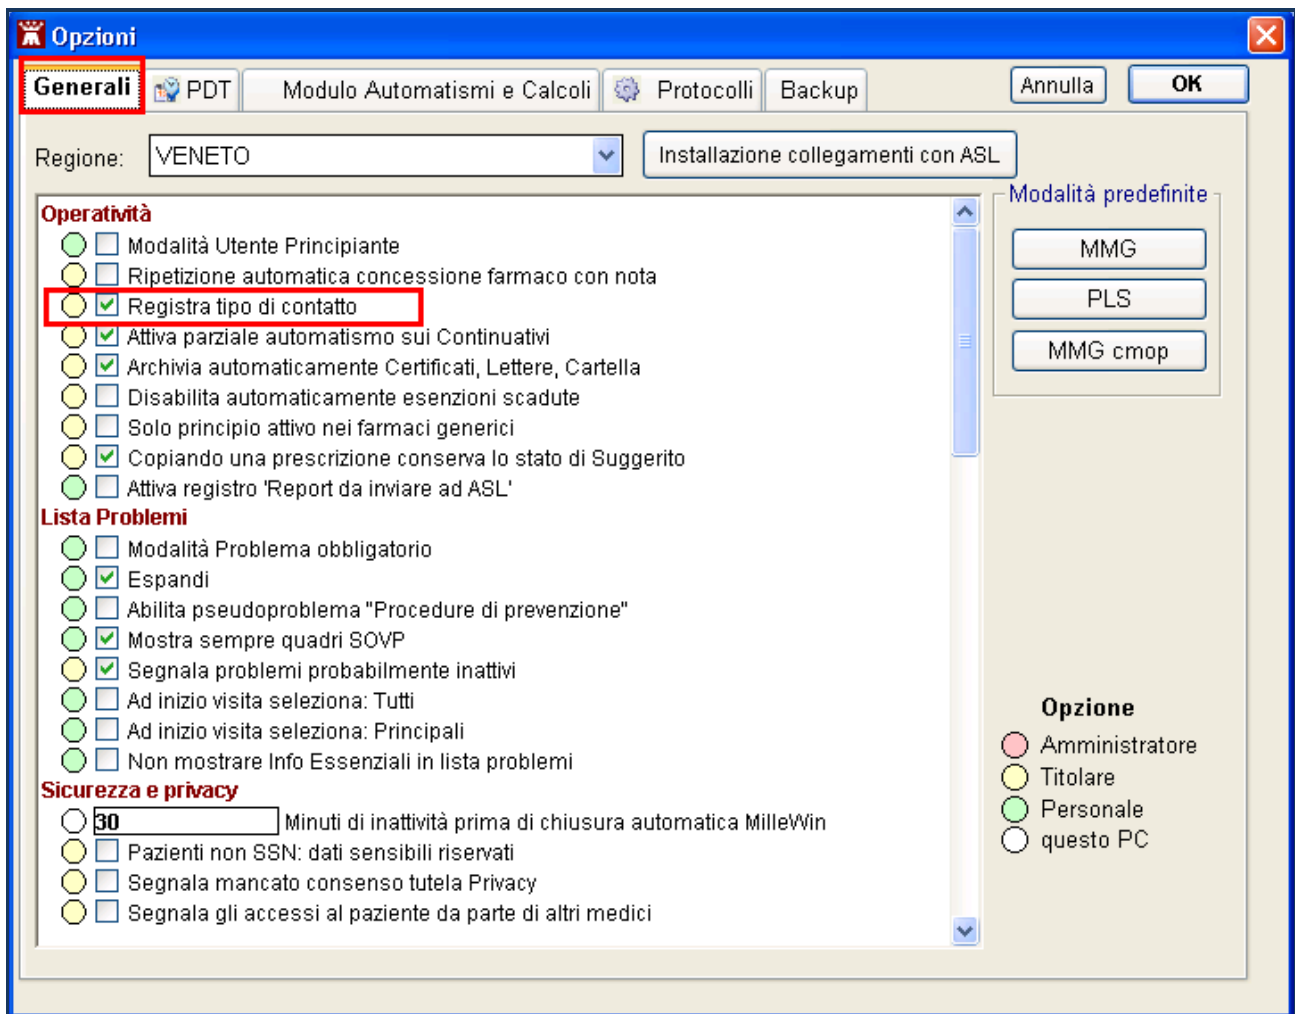 Opzioni
Generali PDT Modulo Automatismi e Calcoli Protocolli Backup Annulla OK
Regione: VENETO Installazione collegamenti con ASL
Modalità predefinite
MMG
PLS
MMG cmop
Operatività
Modalità Utente Principiante
Ripetizione automatica concessione farmaco con nota
Registra tipo di contatto
Attiva parziale automatismo sui Continuativi
Archivia automaticamente Certificati, Lettere, Cartella
Disabilita automaticamente esenzioni scadute
Solo principio attivo nei farmaci generici
Copiando una prescrizione conserva lo stato di Suggerito
Attiva registro 'Report da inviare ad ASL'
Lista Problemi
Modalità Problema obbligatorio
Espandi
Abilita pseudoproblema "Procedure di prevenzione"
Mostra sempre quadri SOVP
Segnala problemi probabilmente inattivi
Ad inizio visita seleziona: Tutti
Ad inizio visita seleziona: Principali
Non mostrare Info Essenziali in lista problemi
Sicurezza e privacy
30 Minuti di inattività prima di chiusura automatica MilleWin
Pazienti non SSN: dati sensibili riservati
Segnala mancato consenso tutela Privacy
Segnala gli accessi al paziente da parte di altri medici
Opzione
Amministratore
Titolare
Personale
questo PC